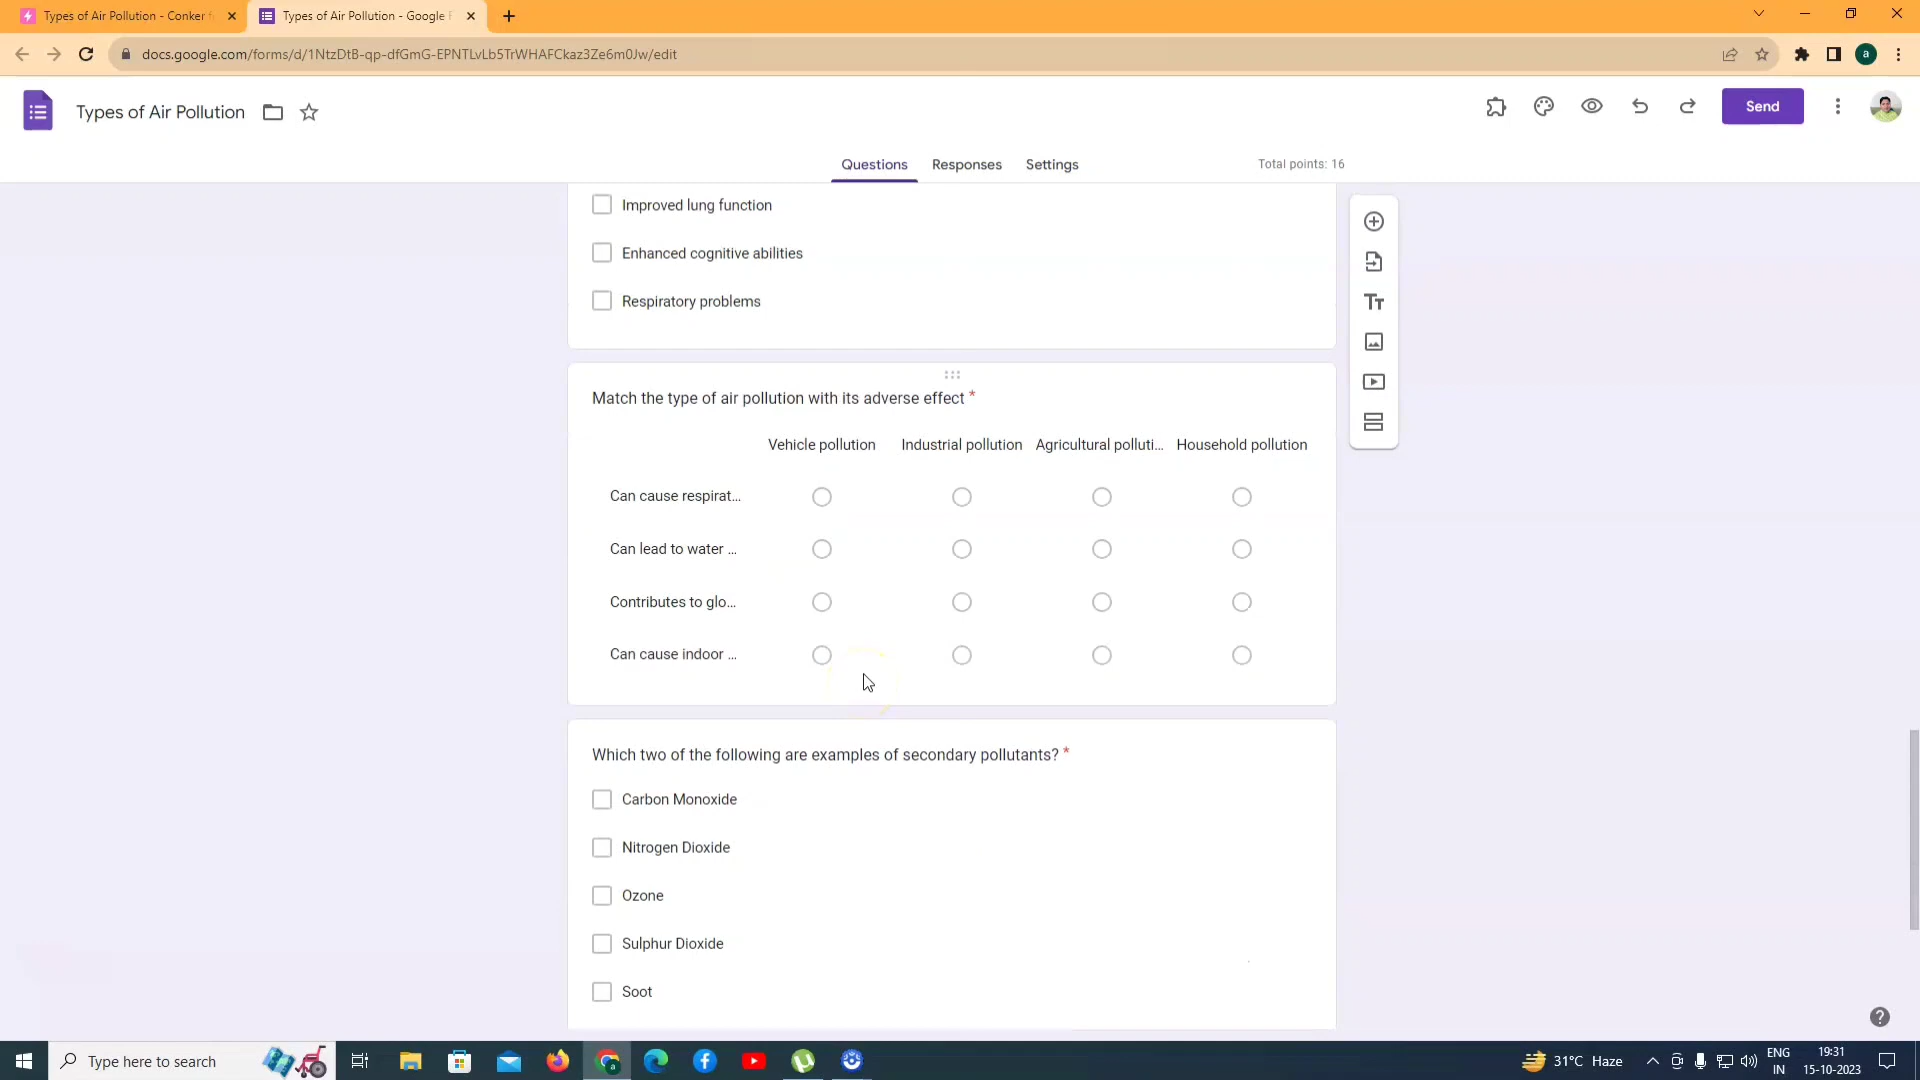 Types of Air Pollution - Conker f
Types of Air Pollution - Google F
docs.google.com/forms/d/1NtzDtB-qp-dfGmG-EPNTLvLb5TrWHAFCkaz3Ze6m0Jw/edit
a
Types of Air Pollution
Send
Questions
Responses
Settings
Total points: 16
Improved lung function
Enhanced cognitive abilities
Respiratory problems
Match the type of air pollution with its adverse effect *
Vehicle pollution
Industrial pollution
Agricultural polluti...
Household pollution
Can cause respirat...
Can lead to water ...
Contributes to glo...
Can cause indoor ...
Which two of the following are examples of secondary pollutants? *
Carbon Monoxide
Nitrogen Dioxide
Ozone
Sulphur Dioxide
Soot
Type here to search
31°C Haze
ENG
IN
19:31
15-10-2023